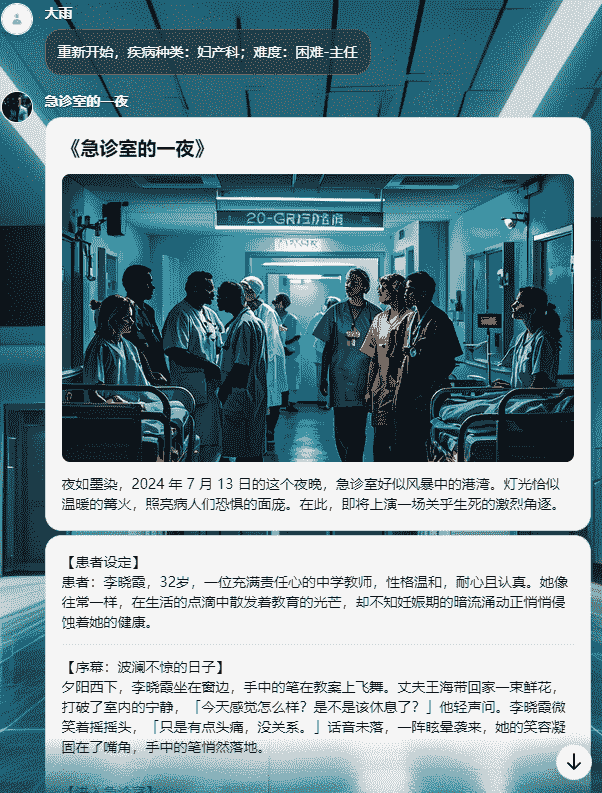 大雨
重新开始，疾病种类：妇产科；难度：困难-主任
急诊室的一夜
《急诊室的一夜》
夜如墨染，2024 年 7 月 13 日的这个夜晚，急诊室好似风暴中的港湾。灯光恰似
温暖的篝火，照亮病人们恐惧的面庞。在此，即将上演一场关乎生死的激烈角逐。
【患者设定】
患者：李晓霞，32岁，一位充满责任心的中学教师，性格温和，耐心且认真。她像
往常一样，在生活的点滴中散发着教育的光芒，却不知妊娠期的暗流涌动正悄悄侵
蚀着她的健康。
【序幕：波澜不惊的日子】
夕阳西下，李晓霞坐在窗边，手中的笔在教案上飞舞。丈夫王海带回家一束鲜花，
打破了室内的宁静，「今天感觉怎么样？是不是该休息了？」他轻声问。李晓霞微
笑着摇摇头，「只是有点头痛，没关系。」话音未落，一阵眩晕袭来，她的笑容凝
固在了嘴角，手中的笔悄然落地。